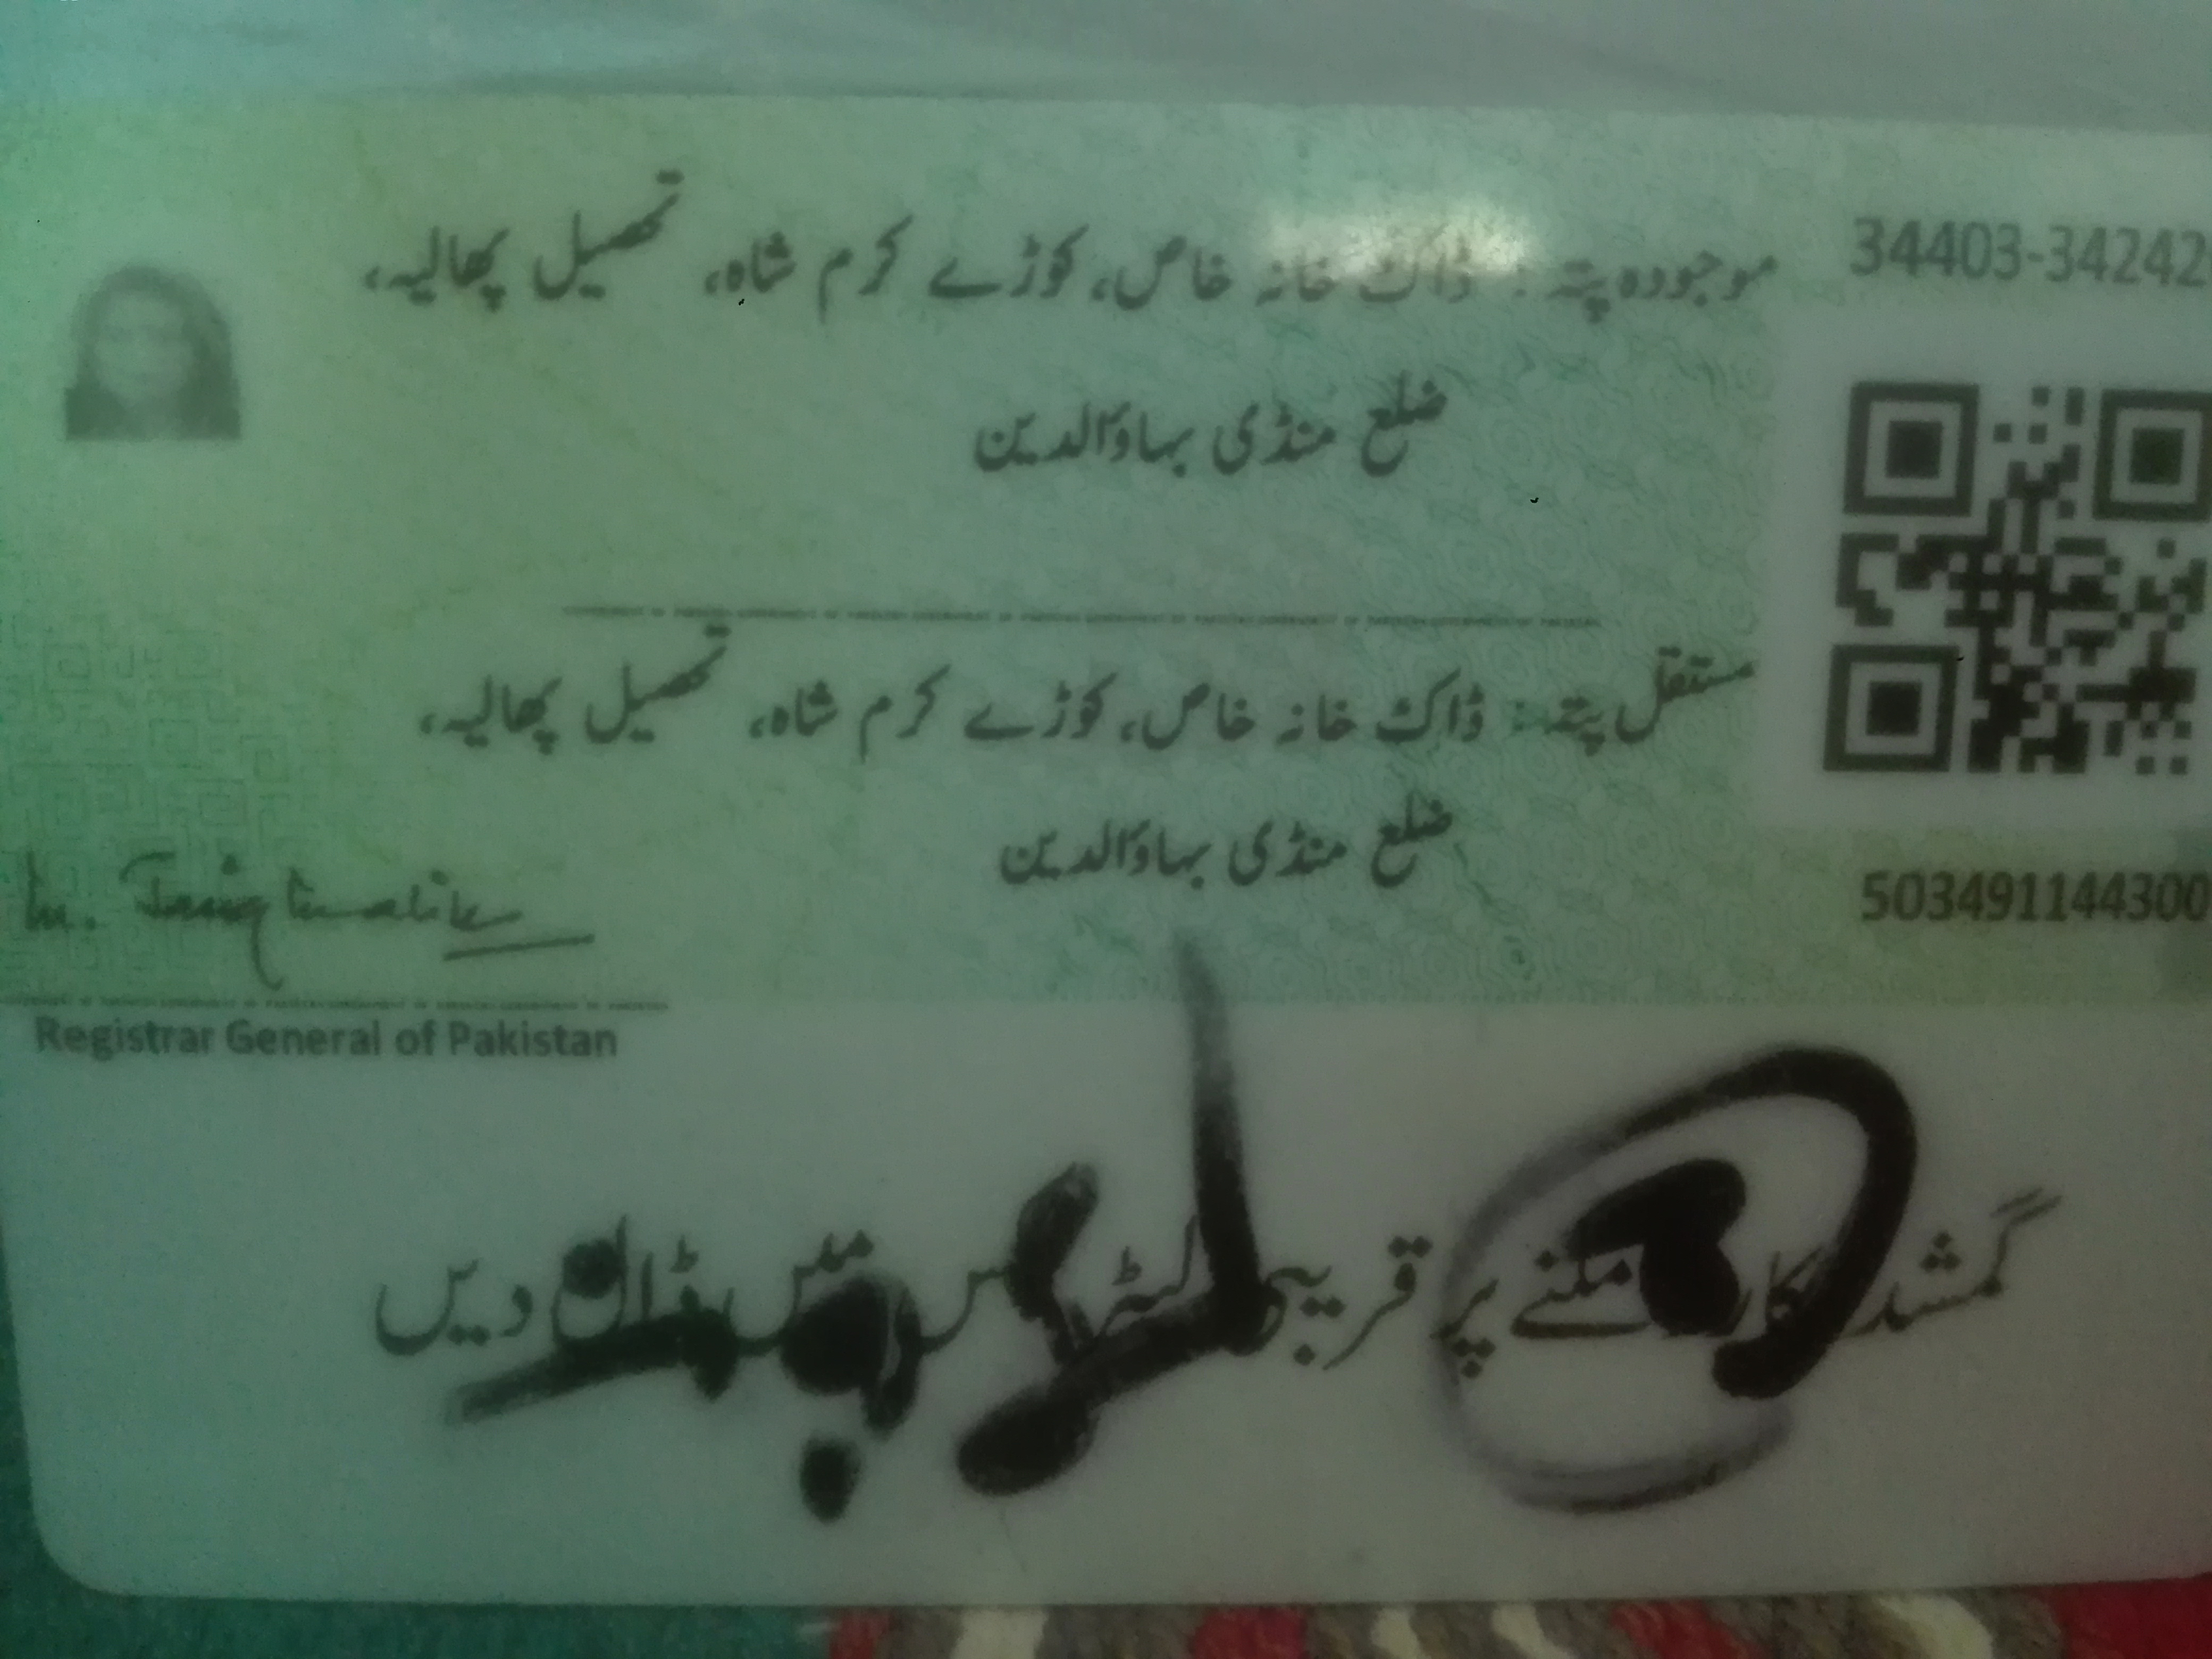 موجودہ پتہ : ڈاک خانہ خاص، کوڑے کرم شاہ، تحصیل پھالیہ،
ضلع منڈی بہاؤالدین
34403-34242
مستقل پتہ : ڈاک خانہ خاص، کوڑے کرم شاہ، تحصیل پھالیہ،
ضلع منڈی بہاؤالدین
503491144300
Registrar General of Pakistan
گمشدہ کارڈ ملنے پر قریبی لیٹر بکس میں ڈال دیں